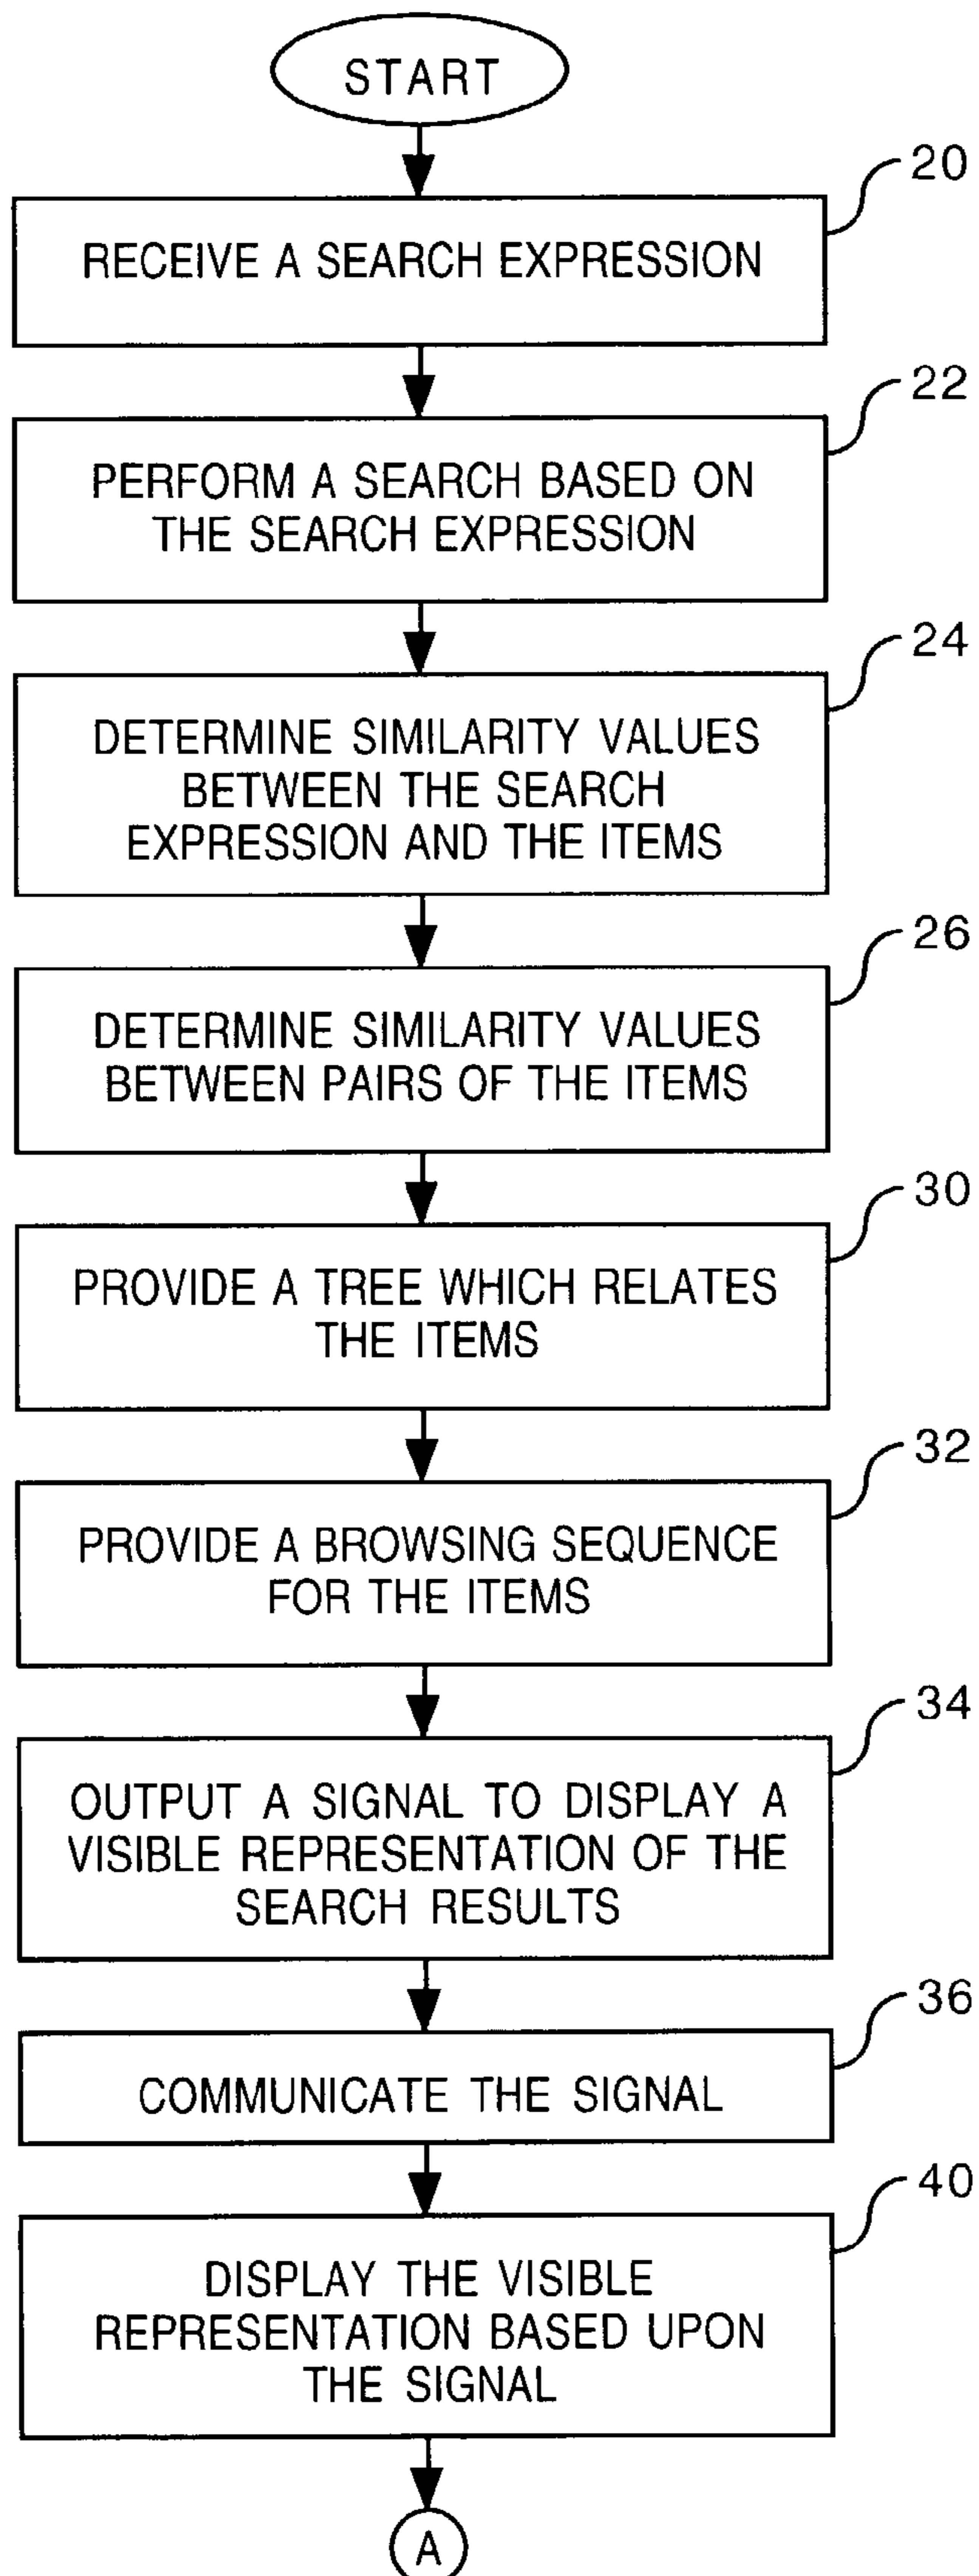 START
20
RECEIVE A SEARCH EXPRESSION
22
PERFORM A SEARCH BASED ON
THE SEARCH EXPRESSION
24
DETERMINE SIMILARITY VALUES
BETWEEN THE SEARCH
EXPRESSION AND THE ITEMS
26
DETERMINE SIMILARITY VALUES
BETWEEN PAIRS OF THE ITEMS
30
PROVIDE A TREE WHICH RELATES
THE ITEMS
32
PROVIDE A BROWSING SEQUENCE
FOR THE ITEMS
34
OUTPUT A SIGNAL TO DISPLAY A
VISIBLE REPRESENTATION OF THE
SEARCH RESULTS
36
COMMUNICATE THE SIGNAL
40
DISPLAY THE VISIBLE
REPRESENTATION BASED UPON
THE SIGNAL
A